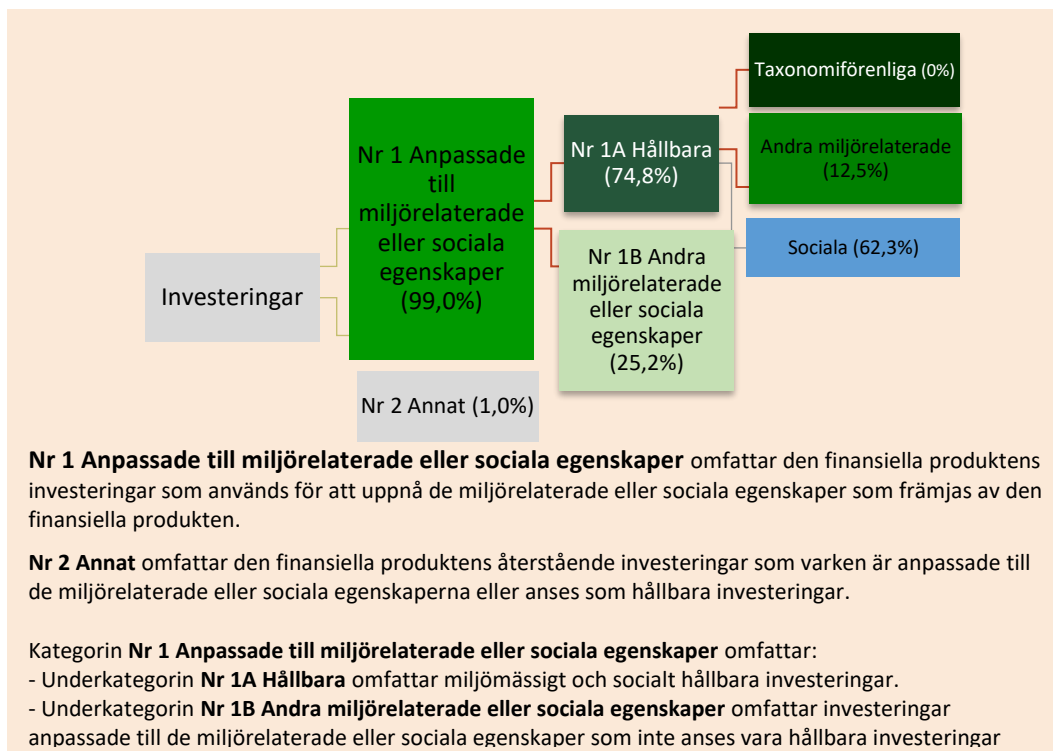 Investeringar
Nr 1 Anpassade
till
miljörelaterade
eller sociala
egenskaper
(99,0%)
Nr 2 Annat (1,0%)
Nr 1A Hållbara
(74,8%)
Nr 1B Andra
miljörelaterade
eller sociala
egenskaper
(25,2%)
Taxonomiförenliga (0%)
Andra miljörelaterade
(12,5%)
Sociala (62,3%)
Nr 1 Anpassade till miljörelaterade eller sociala egenskaper omfattar den finansiella produktens
investeringar som används för att uppnå de miljörelaterade eller sociala egenskaper som främjas av den
finansiella produkten.
Nr 2 Annat omfattar den finansiella produktens återstående investeringar som varken är anpassade till
de miljörelaterade eller sociala egenskaperna eller anses som hållbara investeringar.
Kategorin Nr 1 Anpassade till miljörelaterade eller sociala egenskaper omfattar:
- Underkategorin Nr 1A Hållbara omfattar miljömässigt och socialt hållbara investeringar.
- Underkategorin Nr 1B Andra miljörelaterade eller sociala egenskaper omfattar investeringar
anpassade till de miljörelaterade eller sociala egenskaper som inte anses vara hållbara investeringar